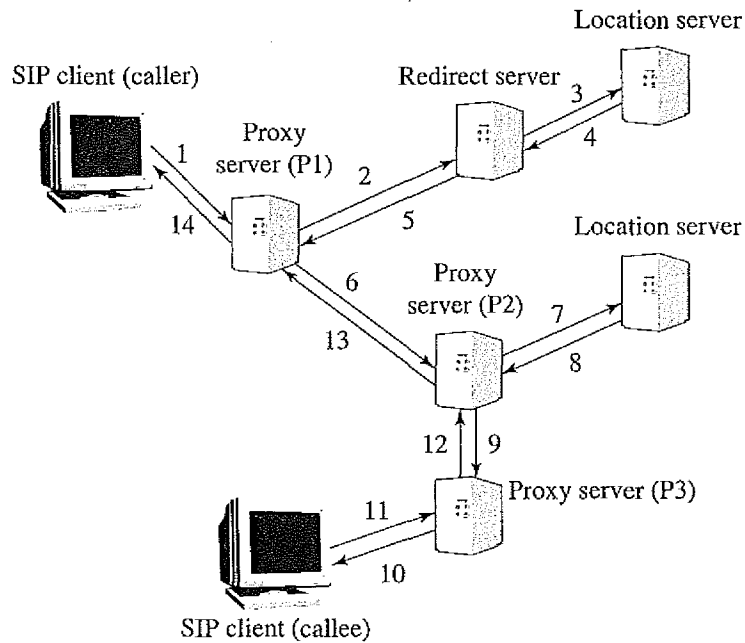 Location server
SIP client (caller)
Redirect server
3
4
Proxy
server (P1)
1
2
14
5
Location server
6
Proxy
server (P2)
7
13
8
12
9
Proxy server (P3)
11
10
SIP client (callee)